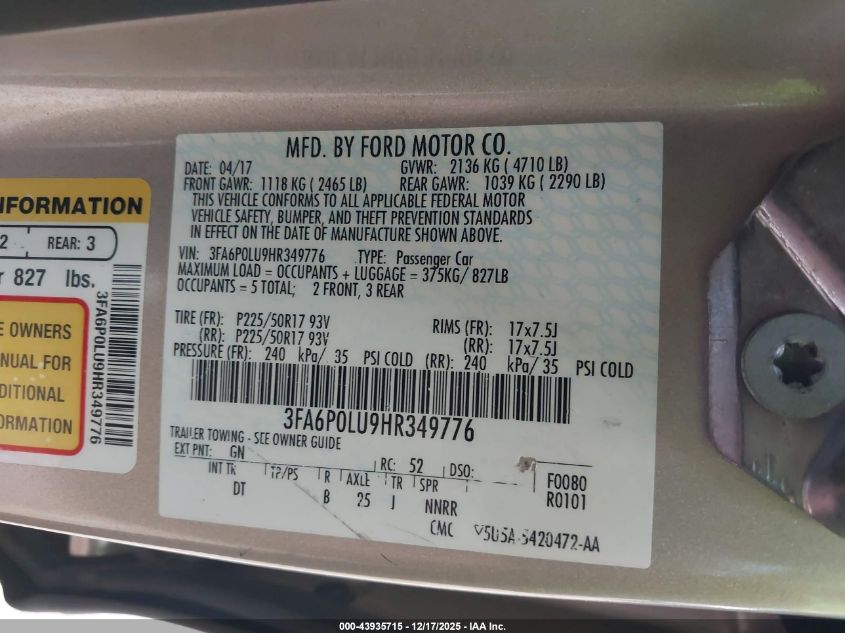 MFD. BY FORD MOTOR CO.
DATE: 04/17 GVWR: 2136 KG ( 4710 LB)
FRONT GAWR: 1118 KG ( 2465 LB) REAR GAWR: 1039 KG ( 2290 LB)
THIS VEHICLE CONFORMS TO ALL APPLICABLE FEDERAL MOTOR
VEHICLE SAFETY, BUMPER, AND THEFT PREVENTION STANDARDS
IN EFFECT ON THE DATE OF MANUFACTURE SHOWN ABOVE.
VIN: 3FA6P0LU9HR349776 TYPE: Passenger Car
MAXIMUM LOAD = OCCUPANTS + LUGGAGE = 375KG/ 827LB
OCCUPANTS = 5 TOTAL; 2 FRONT, 3 REAR
TIRE (FR): P225/50R17 93V RIMS (FR): 17x7.5J
(RR): P225/50R17 93V (RR): 17x7.5J
PRESSURE (FR): 240 kPa/ 35 PSI COLD (RR): 240 kPa/ 35 PSI COLD
3FA6P0LU9HR349776
TRAILER TOWING - SEE OWNER GUIDE
EXT PNT: GN RC: 52 DSO: F0080
INT TR TP/PS R AXLE TR SPR R0101
DT B 25 J NNRR
CMC V5U5A-5420472-AA
INFORMATION
2 REAR: 3
827 lbs.
OWNERS
FOR
3FA6P0LU9HR349776
000-43935715 - 12/17/2025 - IAA Inc.